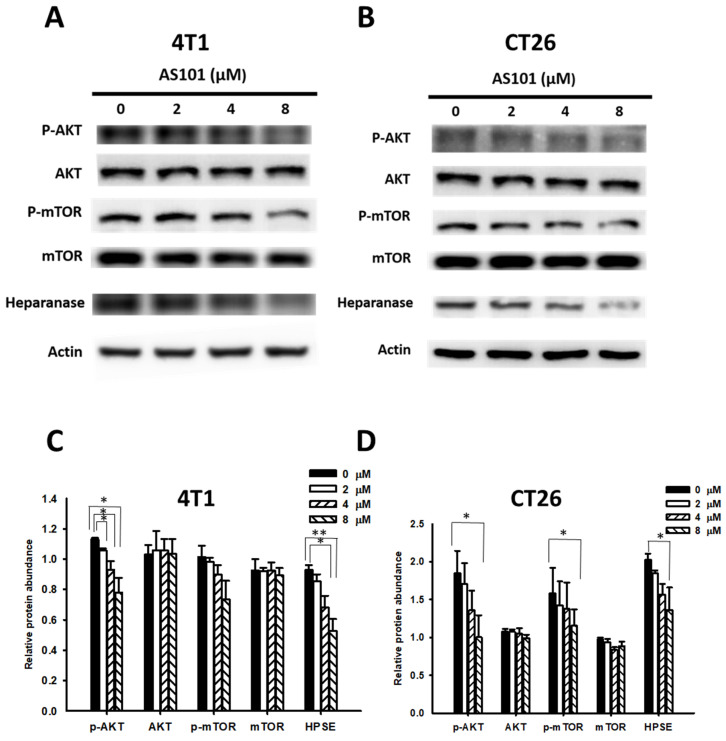 A
4T1
AS101 (µM)
0 2 4 8
P-AKT
AKT
P-mTOR
mTOR
Heparanase
Actin
B
CT26
AS101 (µM)
0 2 4 8
P-AKT
AKT
P-mTOR
mTOR
Heparanase
Actin
C
4T1
0 µM
2 µM
4 µM
8 µM
Relative protein abundance
1.4
1.2
1.0
0.8
0.6
0.4
0.2
0.0
*
*
*
**
*
p-AKT AKT p-mTOR mTOR HPSE
D
CT26
0 µM
2 µM
4 µM
8 µM
Relative protien abundance
2.5
2.0
1.5
1.0
0.5
0.0
*
*
*
p-AKT AKT p-mTOR mTOR HPSE